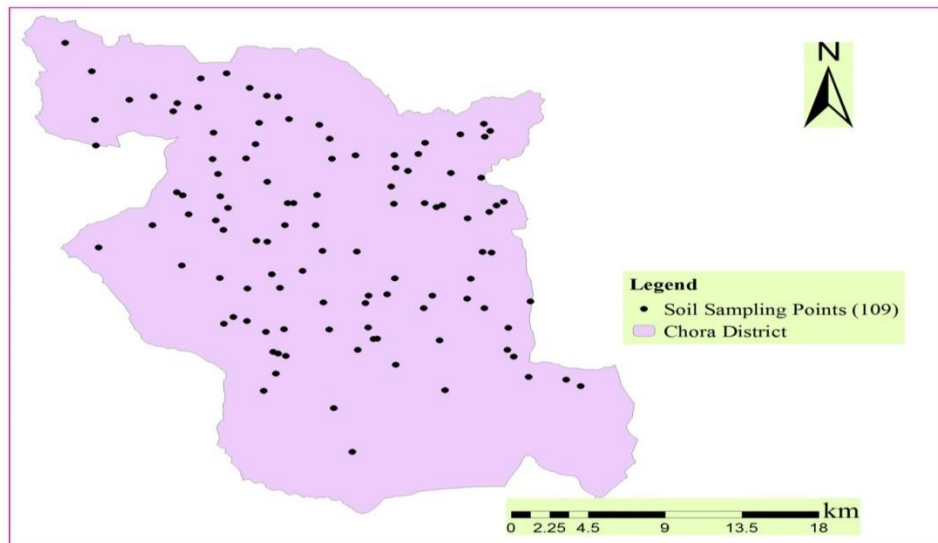 N
Legend
Soil Sampling Points (109)
Chora District
km
0 2.25 4.5 9 13.5 18